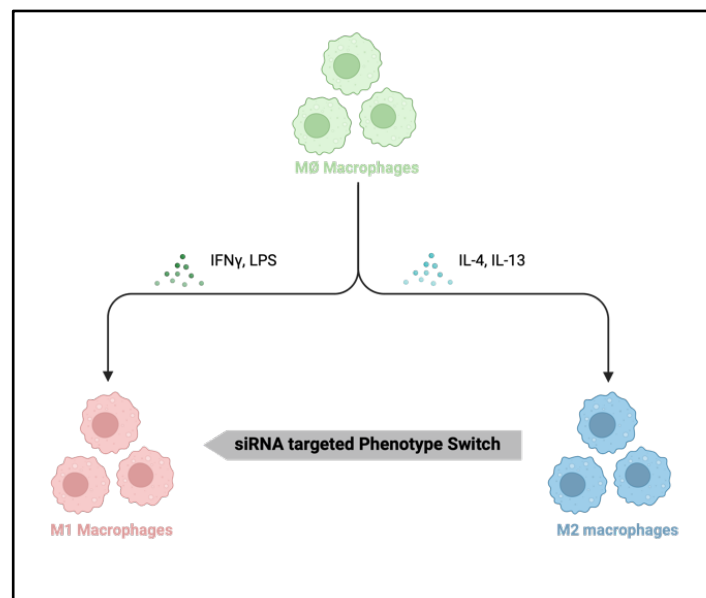 MØ Macrophages
IFNγ, LPS
IL-4, IL-13
siRNA targeted Phenotype Switch
M1 Macrophages
M2 macrophages